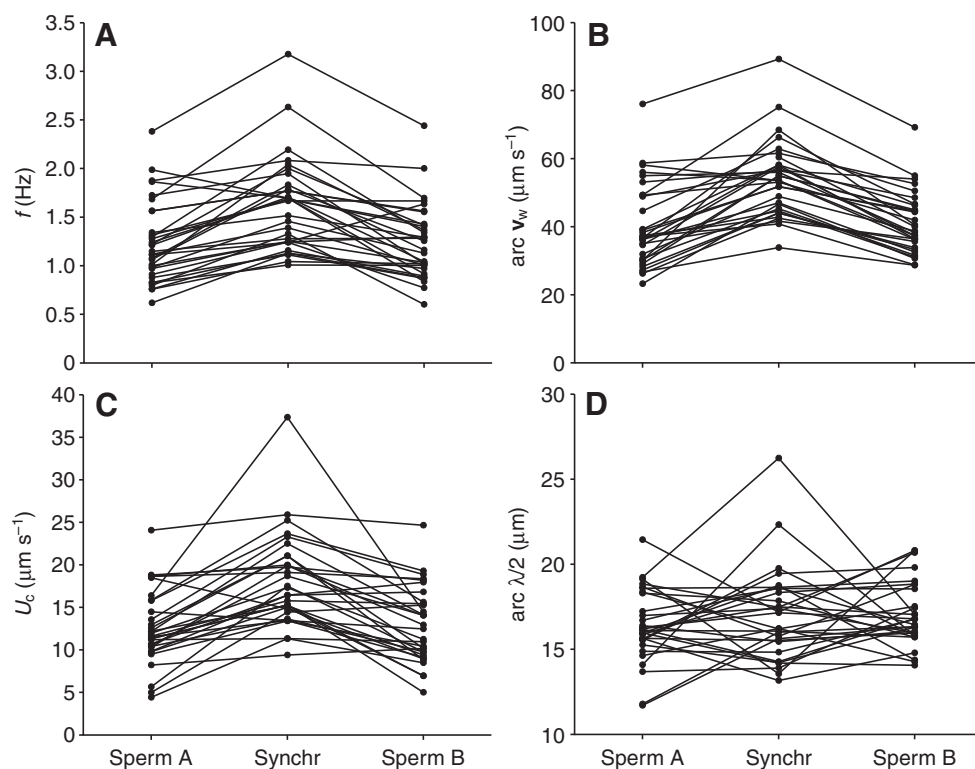 A
f (Hz)
3.5
3.0
2.5
2.0
1.5
1.0
0.5
0
B
arc vw (μm s⁻¹)
100
80
60
40
20
0
C
Uc (μm s⁻¹)
40
35
30
25
20
15
10
5
0
Sperm A Synchr Sperm B
D
arc λ/2 (μm)
30
25
20
15
10
Sperm A Synchr Sperm B